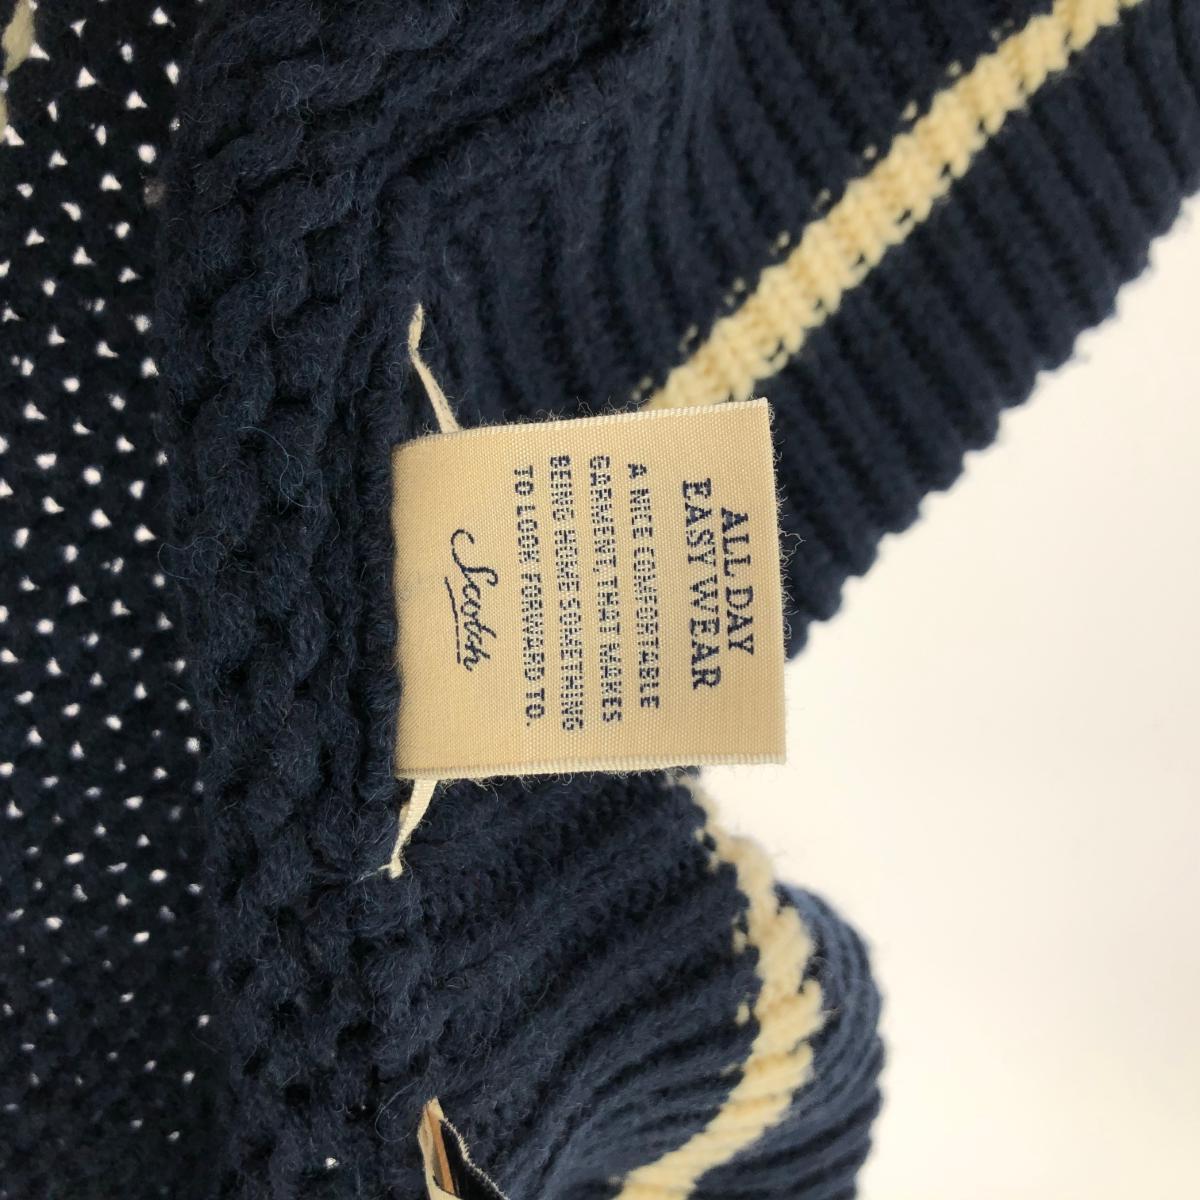 ALL DAY
EASY WEAR
A NICE COMFORTABLE
GARMENT, THAT MAKES
BEING HOME SOMETHING
TO LOOK FORWARD TO.
Scotch